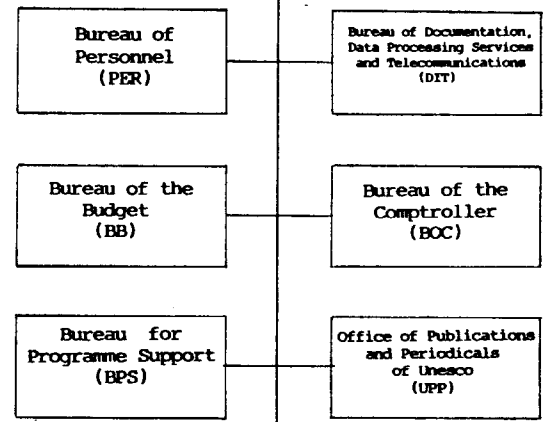 Bureau of
Personnel
(PER)
Bureau of Documentation,
Data Processing Services
and Telecommunications
(DIT)
Bureau of the
Budget
(BB)
Bureau of the
Comptroller
(BOC)
Bureau for
Programme Support
(BPS)
Office of Publications
and Periodicals
of Unesco
(UPP)